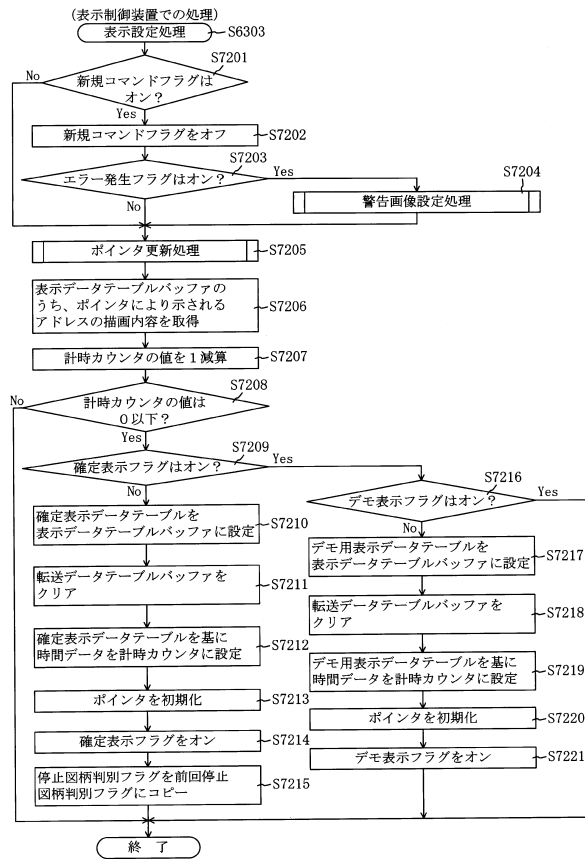 (表示制御装置での処理)
表示設定処理
S6303
S7201
新規コマンドフラグは
オン?
No
Yes
新規コマンドフラグをオフ
S7202
S7203
エラー発生フラグはオン?
Yes
No
S7204
警告画像設定処理
ポインタ更新処理
S7205
表示データテーブルバッファの
うち、ポインタにより示される
アドレスの描画内容を取得
S7206
計時カウンタの値を1減算
S7207
S7208
計時カウンタの値は
0以下?
No
Yes
S7209
確定表示フラグはオン?
Yes
No
確定表示データテーブルを
表示データテーブルバッファに設定
S7210
転送データテーブルバッファを
クリア
S7211
確定表示データテーブルを基に
時間データを計時カウンタに設定
S7212
ポインタを初期化
S7213
確定表示フラグをオン
S7214
停止図柄判別フラグを前回停止
図柄判別フラグにコピー
S7215
S7216
デモ表示フラグはオン?
Yes
No
デモ用表示データテーブルを
表示データテーブルバッファに設定
S7217
転送データテーブルバッファを
クリア
S7218
デモ用表示データテーブルを基に
時間データを計時カウンタに設定
S7219
ポインタを初期化
S7220
デモ表示フラグをオン
S7221
終 了